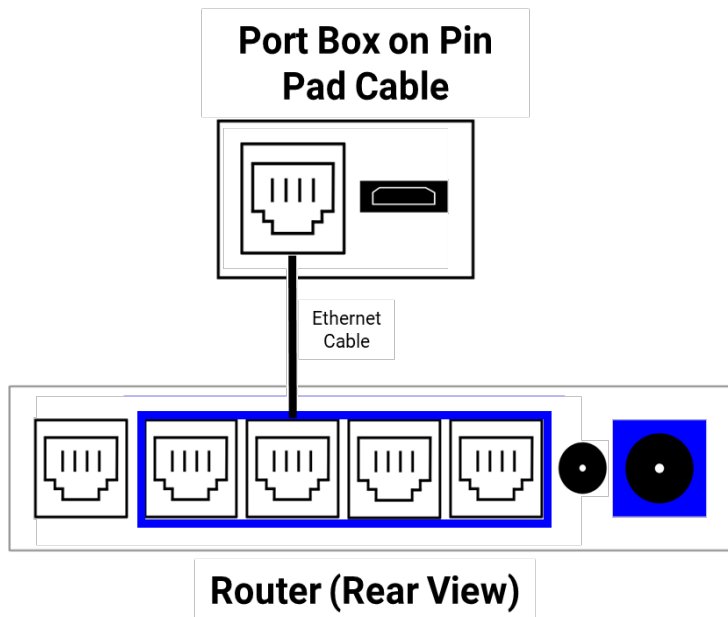 Port Box on Pin
Pad Cable
Ethernet
Cable
Router (Rear View)